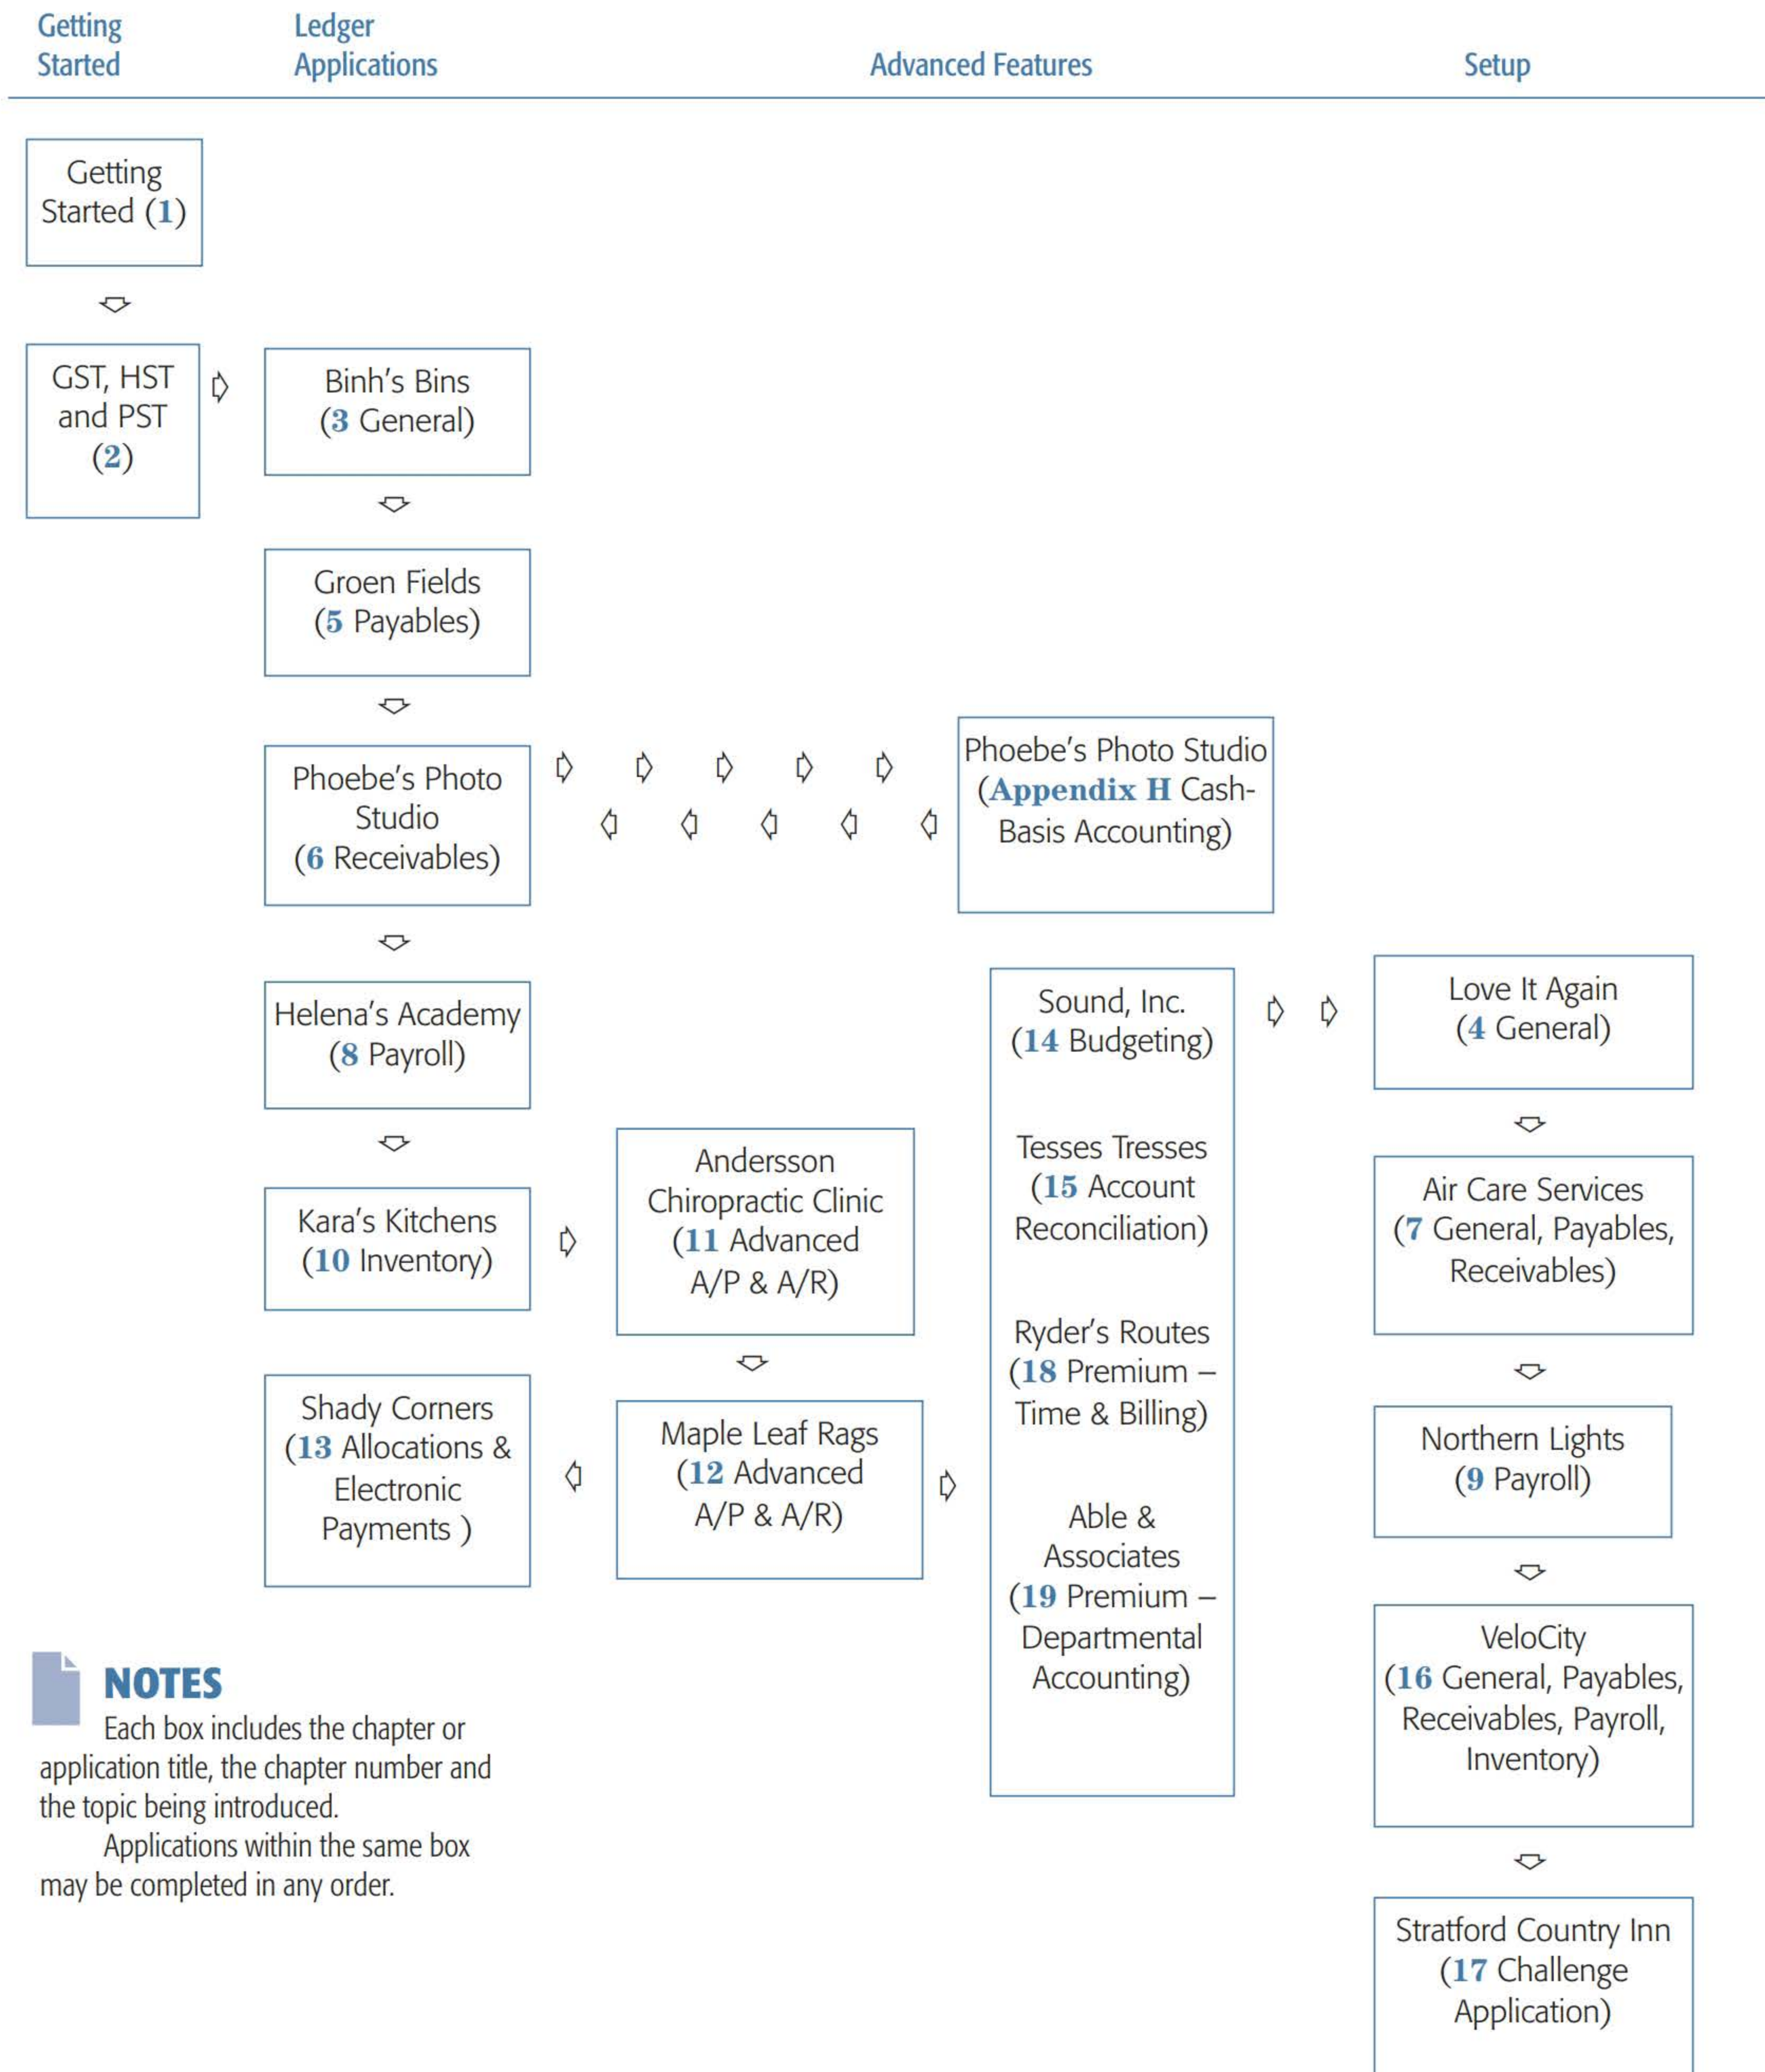 Getting
Started
Ledger
Applications
Advanced Features
Setup
Getting
Started (1)
GST, HST
and PST
(2)
Binh's Bins
(3 General)
Groen Fields
(5 Payables)
Phoebe's Photo
Studio
(6 Receivables)
Phoebe's Photo Studio
(Appendix H Cash-
Basis Accounting)
Helena's Academy
(8 Payroll)
Kara's Kitchens
(10 Inventory)
Andersson
Chiropractic Clinic
(11 Advanced
A/P & A/R)
Maple Leaf Rags
(12 Advanced
A/P & A/R)
Shady Corners
(13 Allocations &
Electronic
Payments )
Sound, Inc.
(14 Budgeting)
Tesses Tresses
(15 Account
Reconciliation)
Ryder's Routes
(18 Premium –
Time & Billing)
Able &
Associates
(19 Premium –
Departmental
Accounting)
Love It Again
(4 General)
Air Care Services
(7 General, Payables,
Receivables)
Northern Lights
(9 Payroll)
VeloCity
(16 General, Payables,
Receivables, Payroll,
Inventory)
Stratford Country Inn
(17 Challenge
Application)
NOTES
Each box includes the chapter or
application title, the chapter number and
the topic being introduced.
Applications within the same box
may be completed in any order.